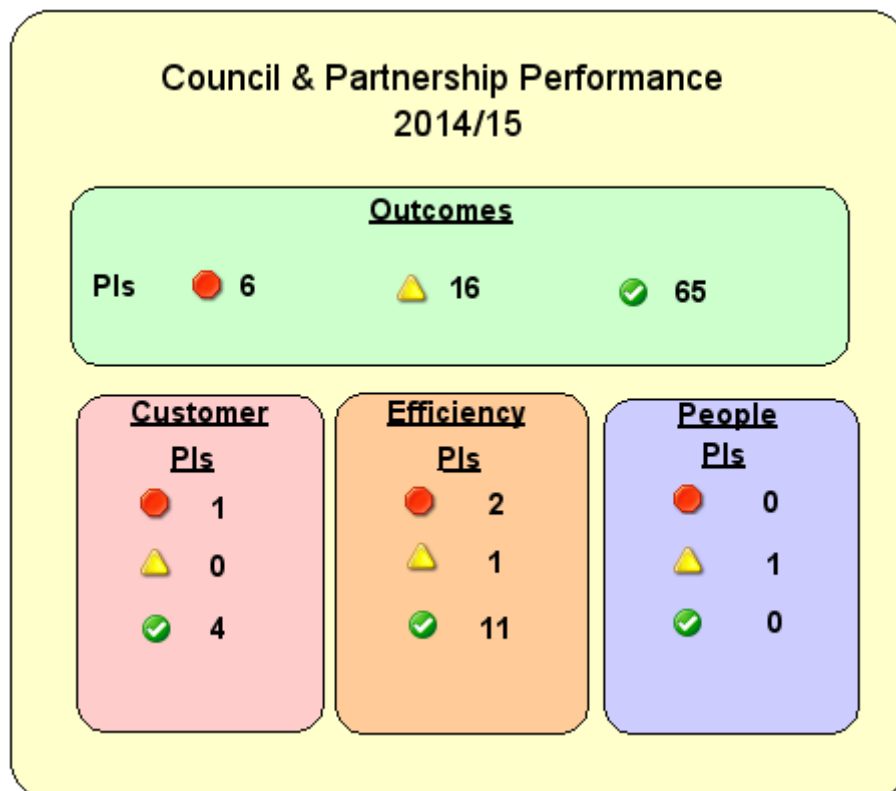 Council & Partnership Performance
2014/15
Outcomes
PIs 6 16 65
Customer
PIs
1
0
4
Efficiency
PIs
2
1
11
People
PIs
0
1
0